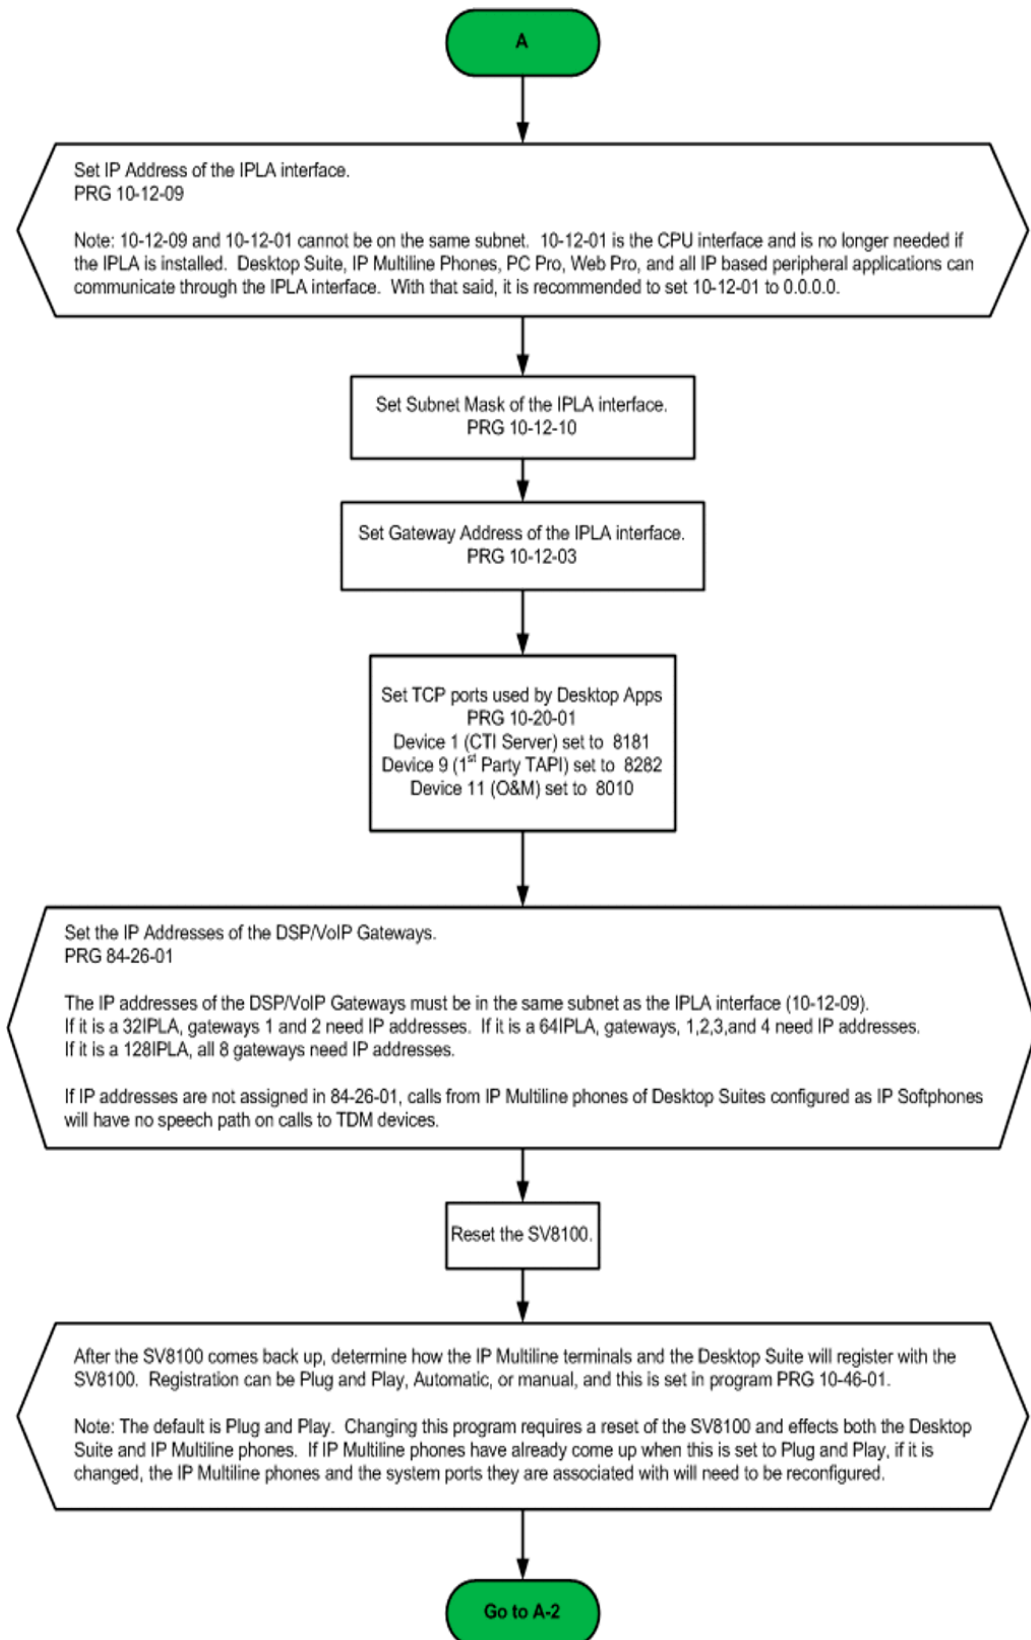 A
Set IP Address of the IPLA interface.
PRG 10-12-09
Note: 10-12-09 and 10-12-01 cannot be on the same subnet. 10-12-01 is the CPU interface and is no longer needed if
the IPLA is installed. Desktop Suite, IP Multiline Phones, PC Pro, Web Pro, and all IP based peripheral applications can
communicate through the IPLA interface. With that said, it is recommended to set 10-12-01 to 0.0.0.0.
Set Subnet Mask of the IPLA interface.
PRG 10-12-10
Set Gateway Address of the IPLA interface.
PRG 10-12-03
Set TCP ports used by Desktop Apps
PRG 10-20-01
Device 1 (CTI Server) set to 8181
Device 9 (1st Party TAPI) set to 8282
Device 11 (O&M) set to 8010
Set the IP Addresses of the DSP/VoIP Gateways.
PRG 84-26-01
The IP addresses of the DSP/VoIP Gateways must be in the same subnet as the IPLA interface (10-12-09).
If it is a 32IPLA, gateways 1 and 2 need IP addresses. If it is a 64IPLA, gateways, 1,2,3,and 4 need IP addresses.
If it is a 128IPLA, all 8 gateways need IP addresses.
If IP addresses are not assigned in 84-26-01, calls from IP Multiline phones of Desktop Suites configured as IP Softphones
will have no speech path on calls to TDM devices.
Reset the SV8100.
After the SV8100 comes back up, determine how the IP Multiline terminals and the Desktop Suite will register with the
SV8100. Registration can be Plug and Play, Automatic, or manual, and this is set in program PRG 10-46-01.
Note: The default is Plug and Play. Changing this program requires a reset of the SV8100 and effects both the Desktop
Suite and IP Multiline phones. If IP Multiline phones have already come up when this is set to Plug and Play, if it is
changed, the IP Multiline phones and the system ports they are associated with will need to be reconfigured.
Go to A-2